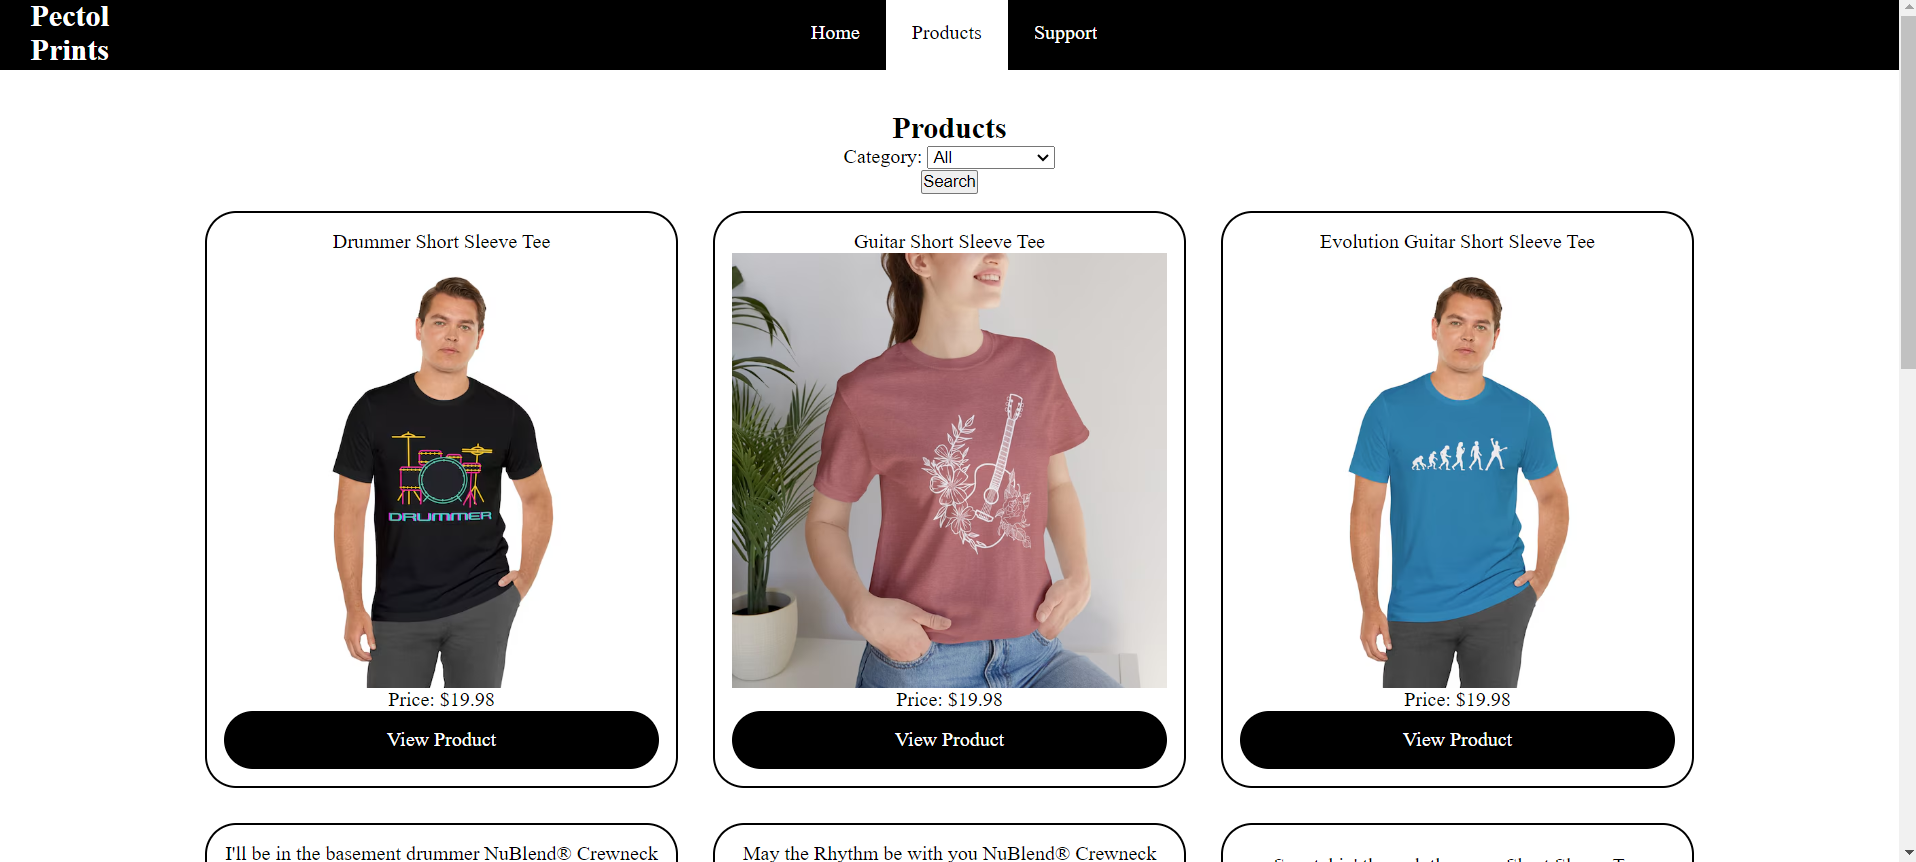 Pectol
Prints
Home
Products
Support
Products
Category: All
Search
Drummer Short Sleeve Tee
DRUMMER
Price: $19.98
View Product
Guitar Short Sleeve Tee
Price: $19.98
View Product
Evolution Guitar Short Sleeve Tee
Price: $19.98
View Product
I'll be in the basement drummer NuBlend® Crewneck
May the Rhythm be with you NuBlend® Crewneck